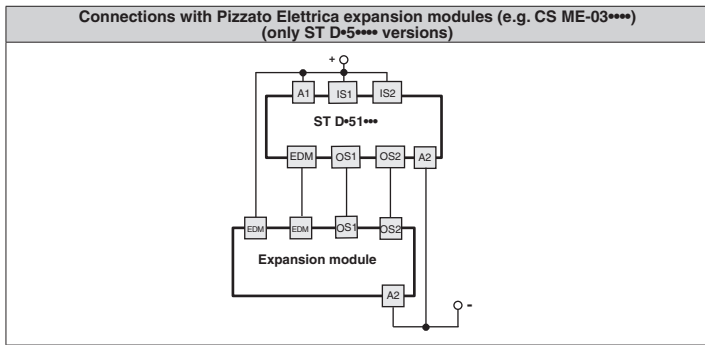 Connections with Pizzato Elettrica expansion modules (e.g. CS ME-03••••)
(only ST D•5•••• versions)
+
A1 IS1 IS2
ST D•51•••
EDM OS1 OS2 A2
EDM EDM OS1 OS2
Expansion module
A2
-